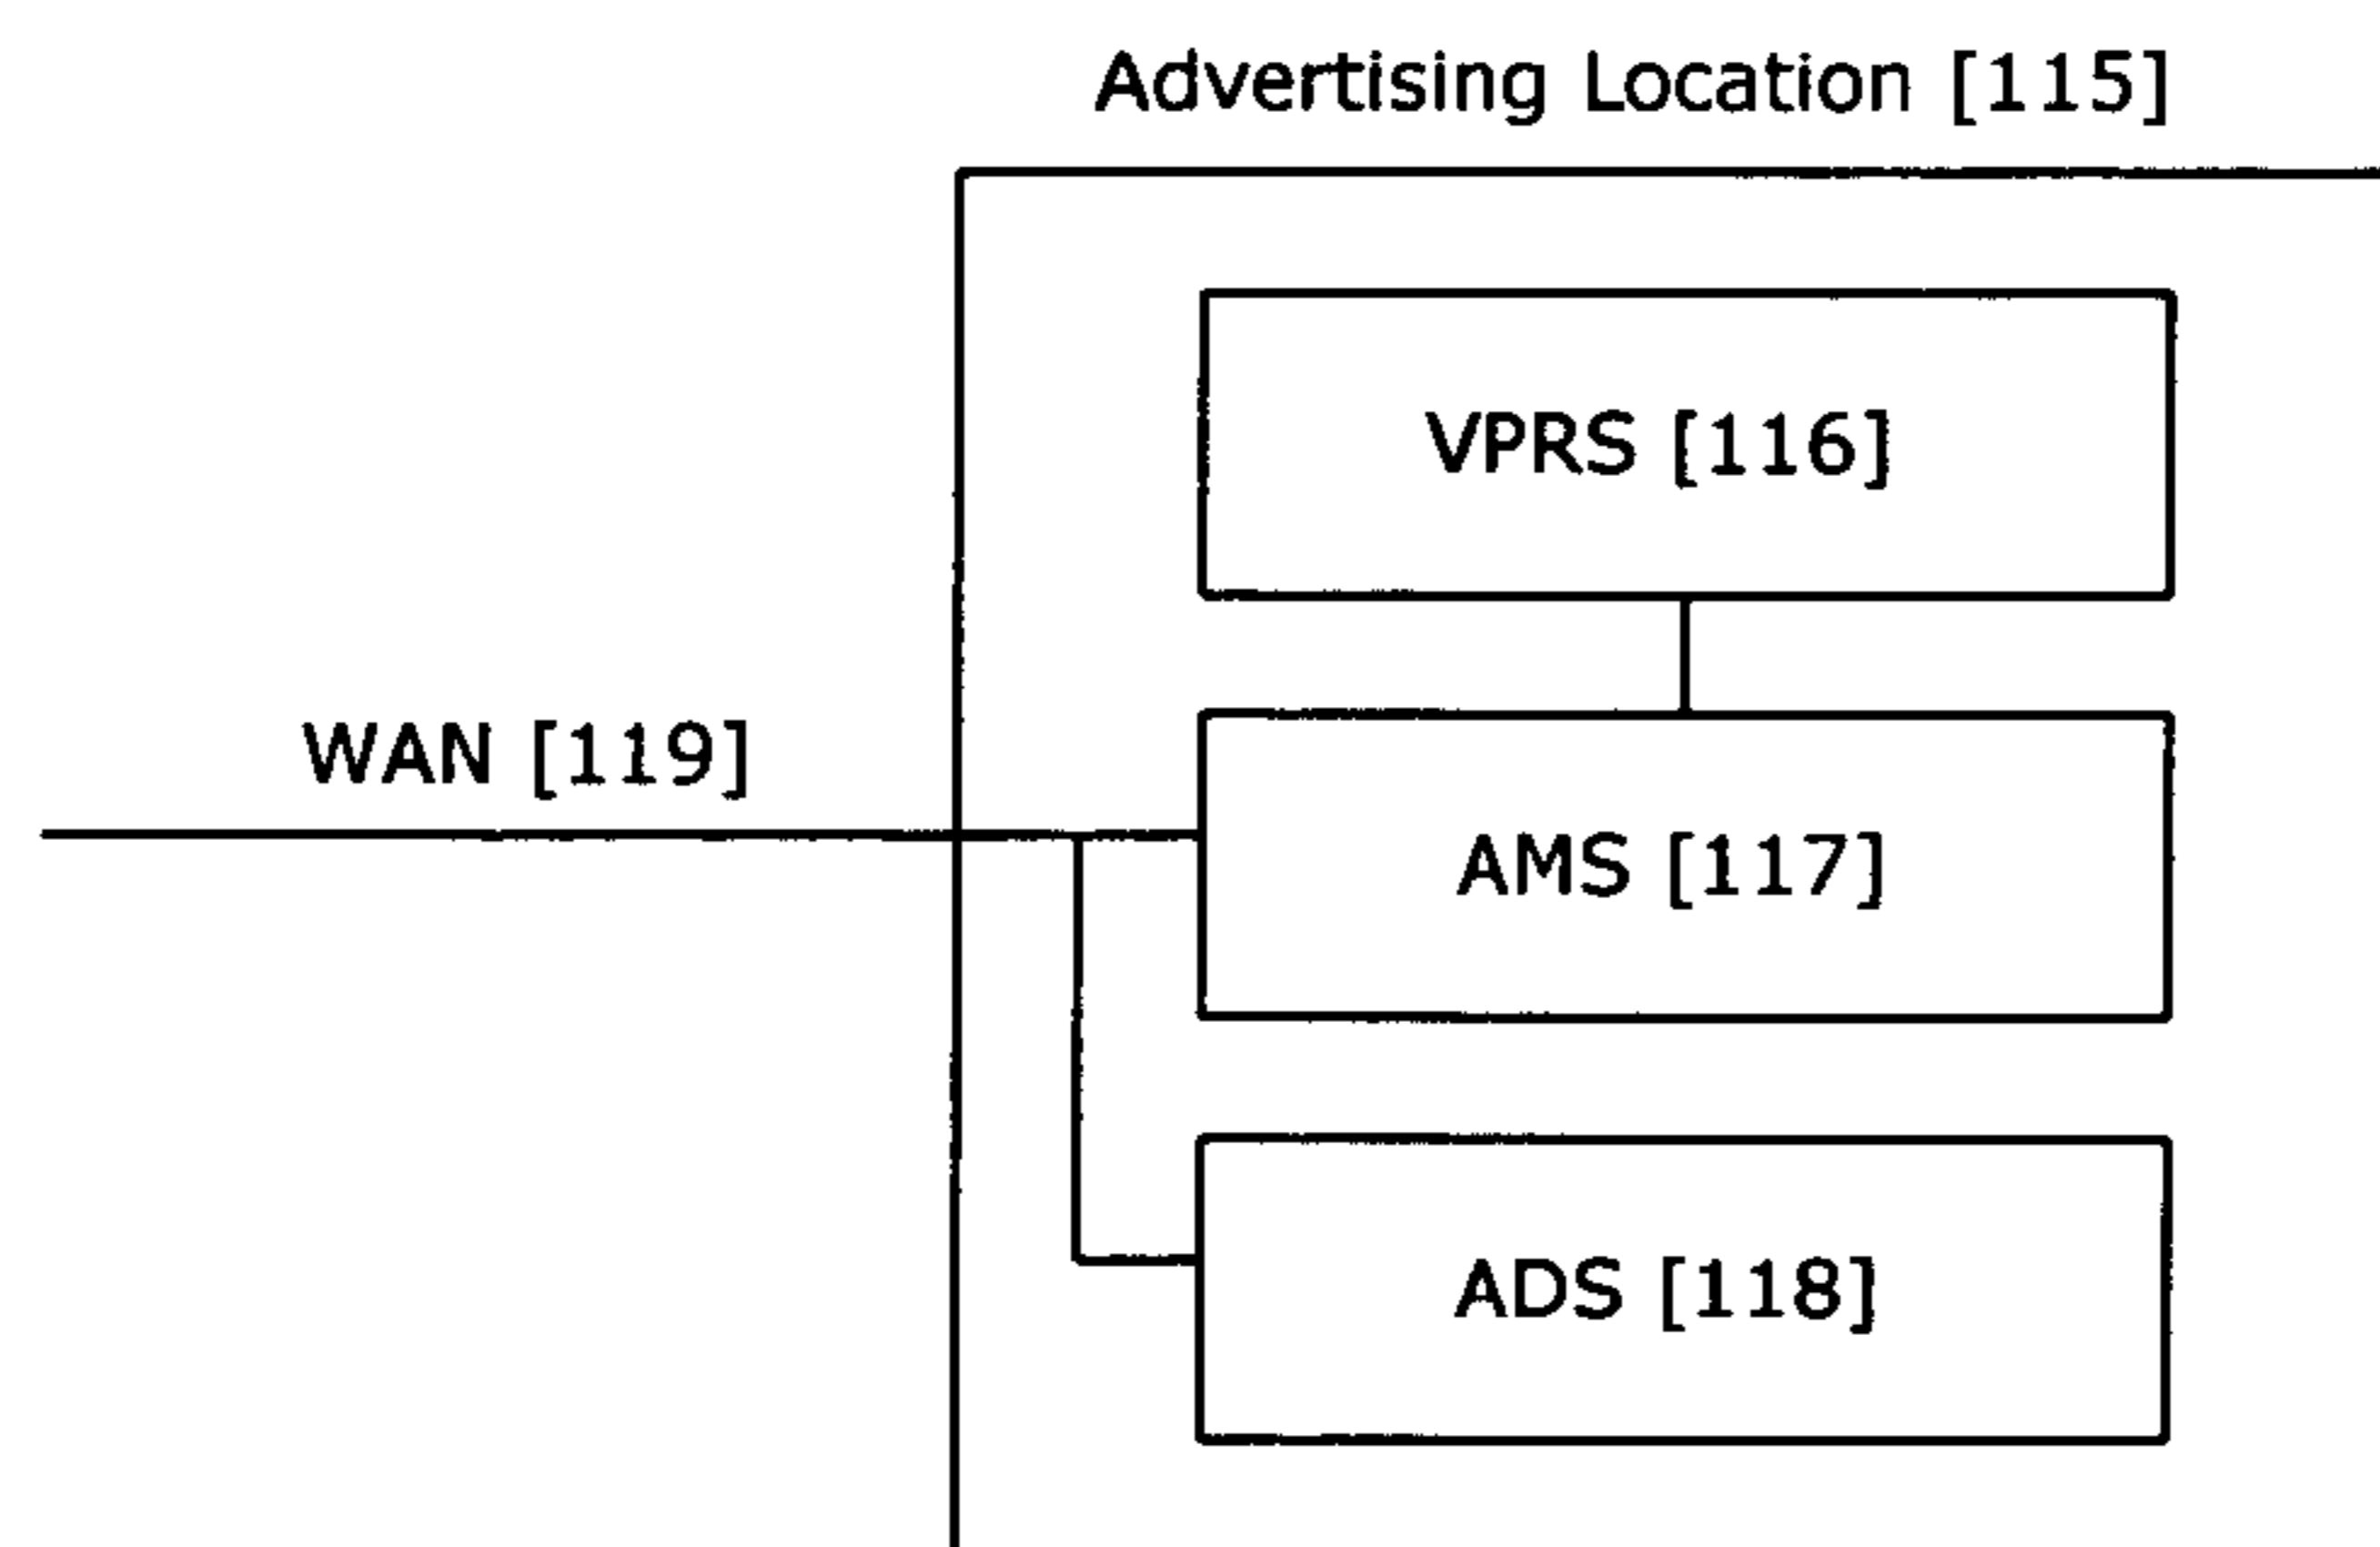 Advertising Location [115]
VPRS [116]
WAN [119]
AMS [117]
ADS [118]